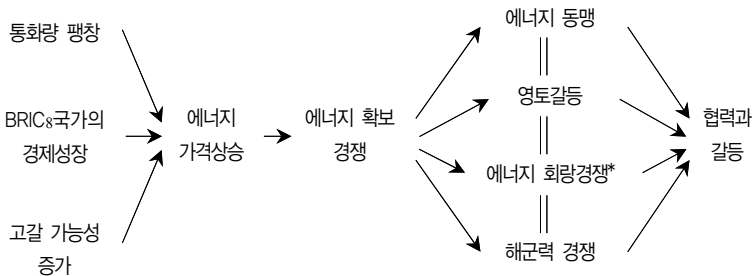 통화량 팽창
BRIC8국가의
경제성장
고갈 가능성
증가
에너지
가격상승
에너지 확보
경쟁
에너지 동맹
영토갈등
에너지 회랑경쟁*
해군력 경쟁
협력과
갈등